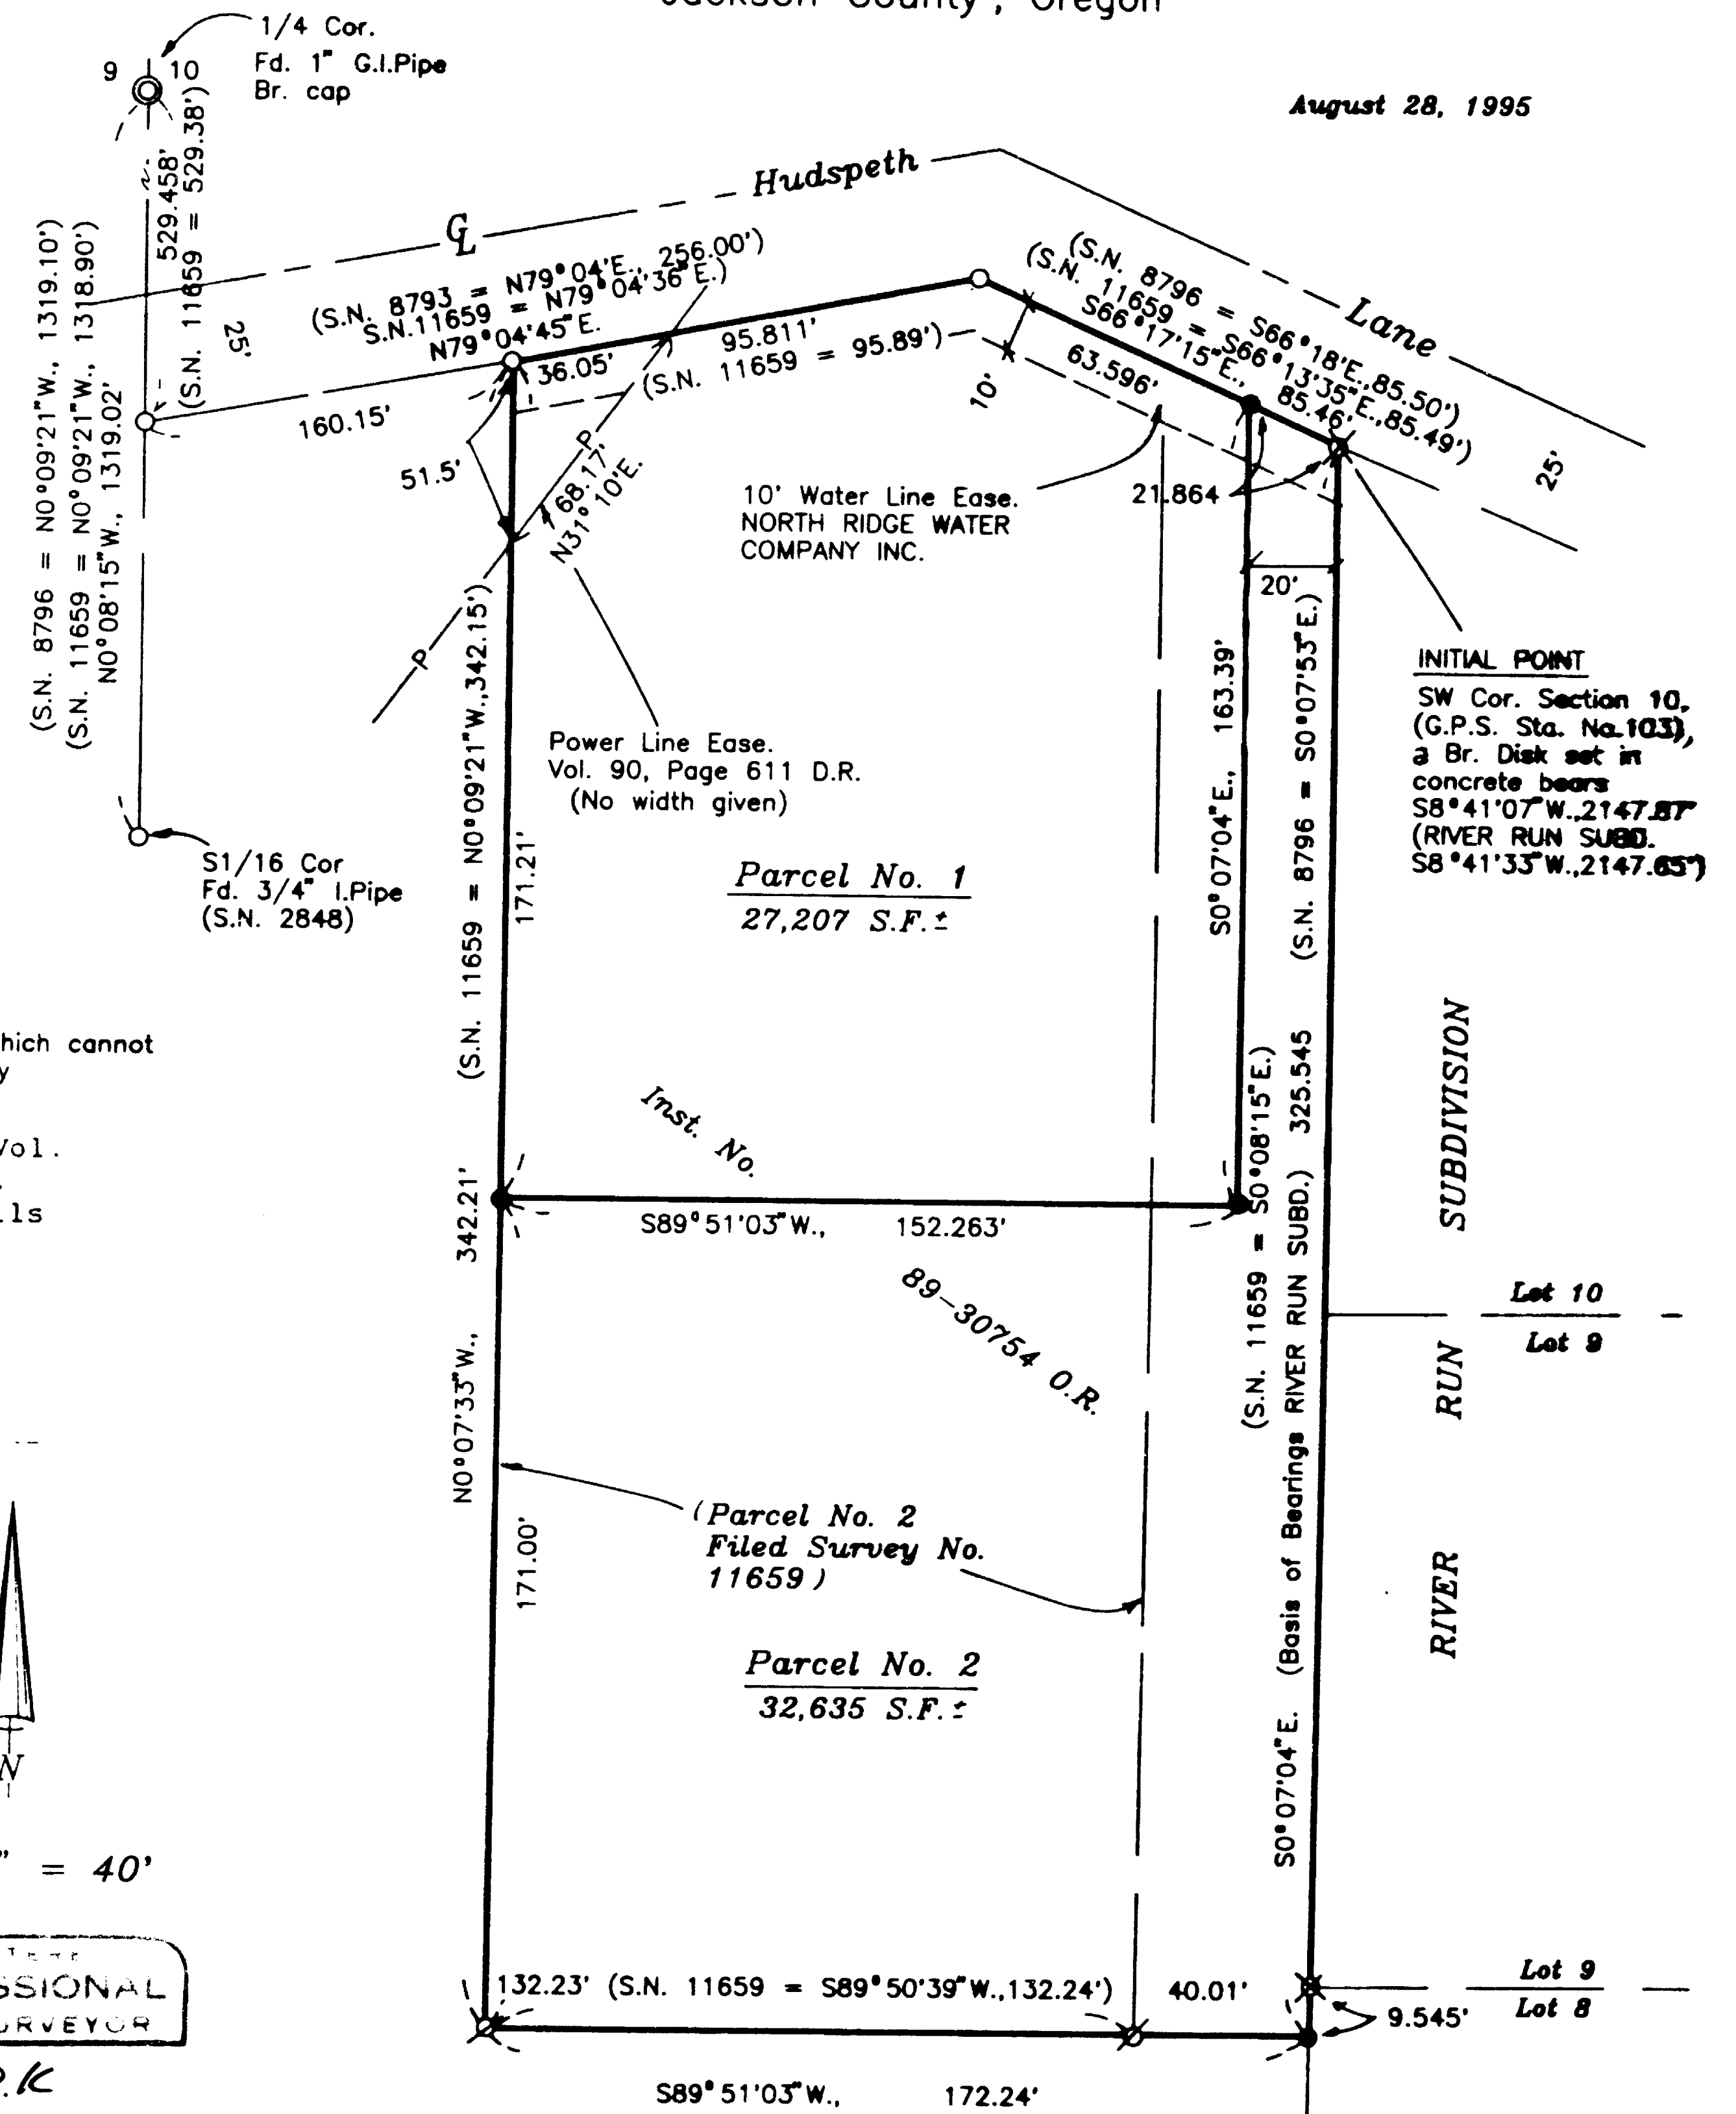 Jackson County, Oregon
August 28, 1995
1/4 Cor.
Fd. 1" G.I.Pipe
Br. cap
9
10
529.458'
(S.N. 11659 = 529.38')
(S.N. 8796 = N0°09'21"W., 1319.10')
(S.N. 11659 = N0°09'21"W., 1318.90')
N0°08'15"W., 1319.02'
25'
160.15'
S1/16 Cor
Fd. 3/4" I.Pipe
(S.N. 2848)
Hudspeth
Lane
25'
(S.N. 8793 = N79°04'E., 256.00')
S.N.11659 = N79°04'36"E.)
N79°04'45"E.
36.05'
95.811'
(S.N. 11659 = 95.89')
(S.N. 8796 = S66°18'E.,85.50')
(S.N. 11659 = S66°13'35"E.,85.49')
S66°17'15"E., 85.46'
63.596'
10'
51.5'
P
68.17'
N31°10'E.
P
10' Water Line Ease.
NORTH RIDGE WATER
COMPANY INC.
21.864
20'
INITIAL POINT
SW Cor. Section 10,
(G.P.S. Sta. No.103),
a Br. Disk set in
concrete bears
S8°41'07"W.,2147.87'
(RIVER RUN SUBD.
S8°41'33"W.,2147.65')
Power Line Ease.
Vol. 90, Page 611 D.R.
(No width given)
(S.N. 11659 = N0°09'21"W.,342.15')
171.21'
Parcel No. 1
27,207 S.F.±
S0°07'04"E., 163.39'
(S.N. 8796 = S0°07'53"E.)
(S.N. 11659 = S0°08'15"E.)
S0°07'04"E. (Basis of Bearings RIVER RUN SUBD.) 325.545
hich cannot
y
Vol.
ls
Inst. No.
89-30754 O.R.
S89°51'03"W., 152.263'
N0°07'33"W., 342.21'
171.00'
(Parcel No. 2
Filed Survey No.
11659)
Parcel No. 2
32,635 S.F.±
RIVER RUN SUBDIVISION
Lot 10
Lot 9
Lot 9
Lot 8
9.545'
132.23' (S.N. 11659 = S89°50'39"W.,132.24')
40.01'
S89°51'03"W., 172.24'
N
" = 40'
SSIONAL
URVEYOR